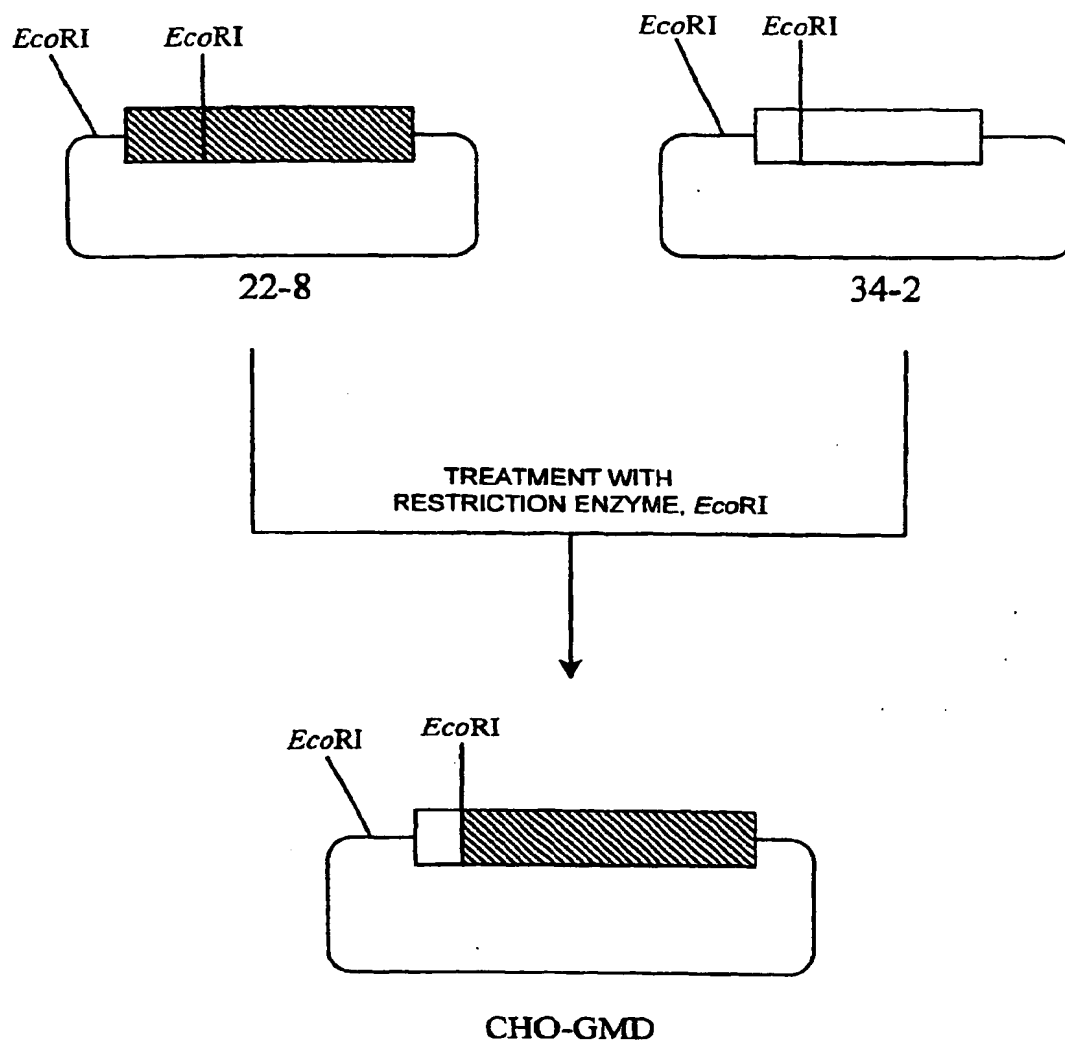 EcoRI
EcoRI
EcoRI
EcoRI
22-8
34-2
TREATMENT WITH
RESTRICTION ENZYME, EcoRI
EcoRI
EcoRI
CHO-GMD